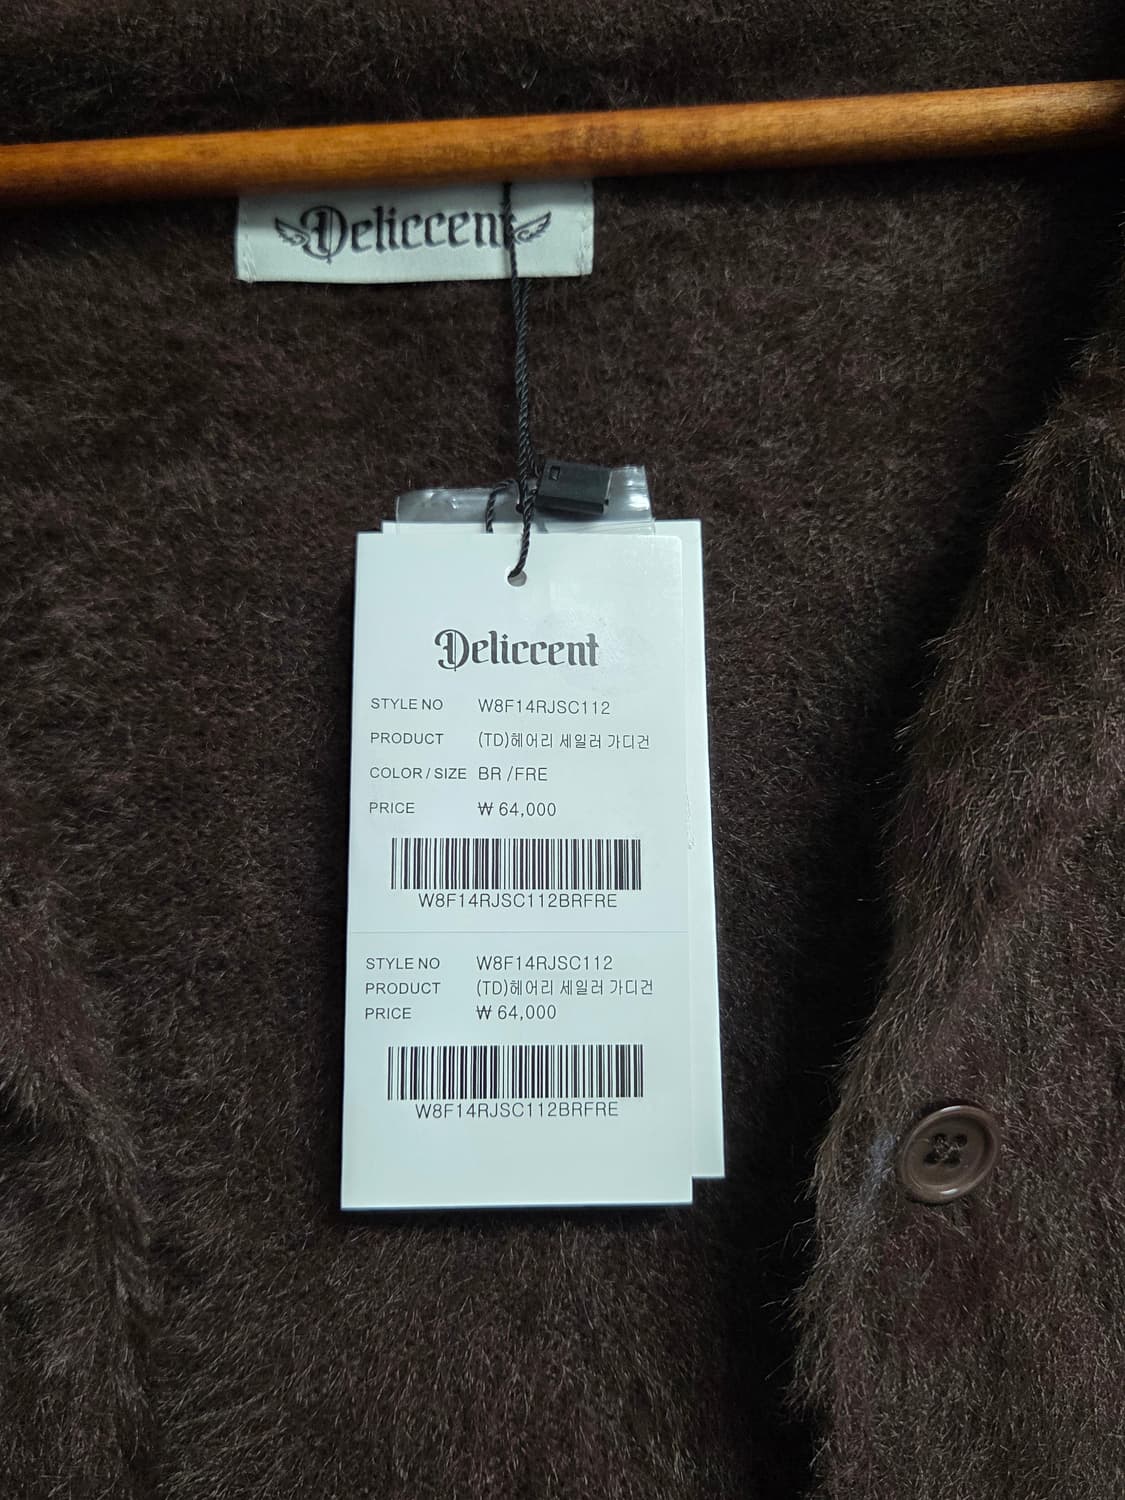 Deliccent
Deliccent
STYLE NO W8F14RJSC112
PRODUCT (TD)헤어리 세일러 가디건
COLOR / SIZE BR /FRE
PRICE ₩ 64,000
W8F14RJSC112BRFRE
STYLE NO W8F14RJSC112
PRODUCT (TD)헤어리 세일러 가디건
PRICE ₩ 64,000
W8F14RJSC112BRFRE